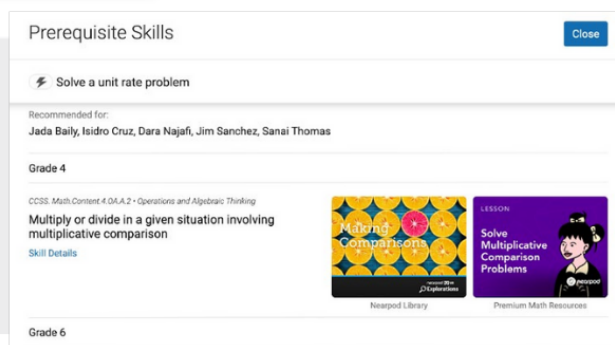 Prerequisite Skills
Close
Solve a unit rate problem
Recommended for:
Jada Baily, Isidro Cruz, Dara Najafi, Jim Sanchez, Sanai Thomas
Grade 4
CCSS.Math.Content.4.OA.A.2 • Operations and Algebraic Thinking
Multiply or divide in a given situation involving
multiplicative comparison
Skill Details
Making
Comparisons
Explorations
Nearpod Library
LESSON
Solve
Multiplicative
Comparison
Problems
nearpod
Premium Math Resources
Grade 6